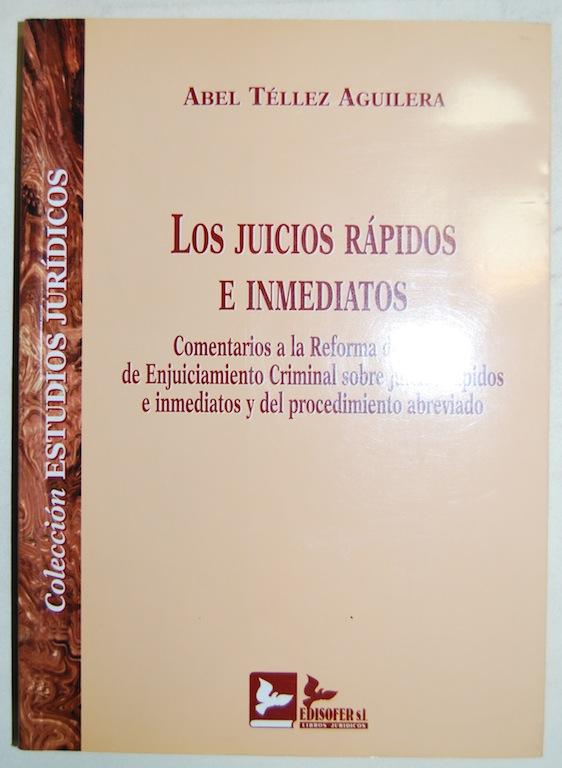 ABEL TÉLLEZ AGUILERA
LOS JUICIOS RÁPIDOS
E INMEDIATOS
Comentarios a la Reforma
de Enjuiciamiento Criminal sobre
e inmediatos y del procedimiento abreviado
Colección ESTUDIOS JURÍDICOS
EDISOFER s.l.
LIBROS JURÍDICOS